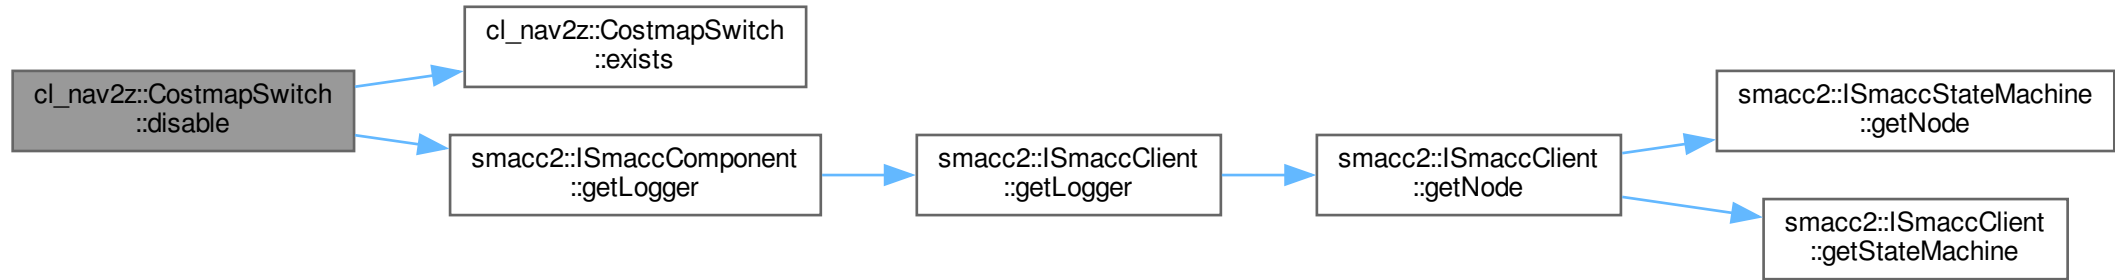 cl_nav2z::CostmapSwitch
::disable
cl_nav2z::CostmapSwitch
::exists
smacc2::ISmaccComponent
::getLogger
smacc2::ISmaccClient
::getLogger
smacc2::ISmaccClient
::getNode
smacc2::ISmaccStateMachine
::getNode
smacc2::ISmaccClient
::getStateMachine